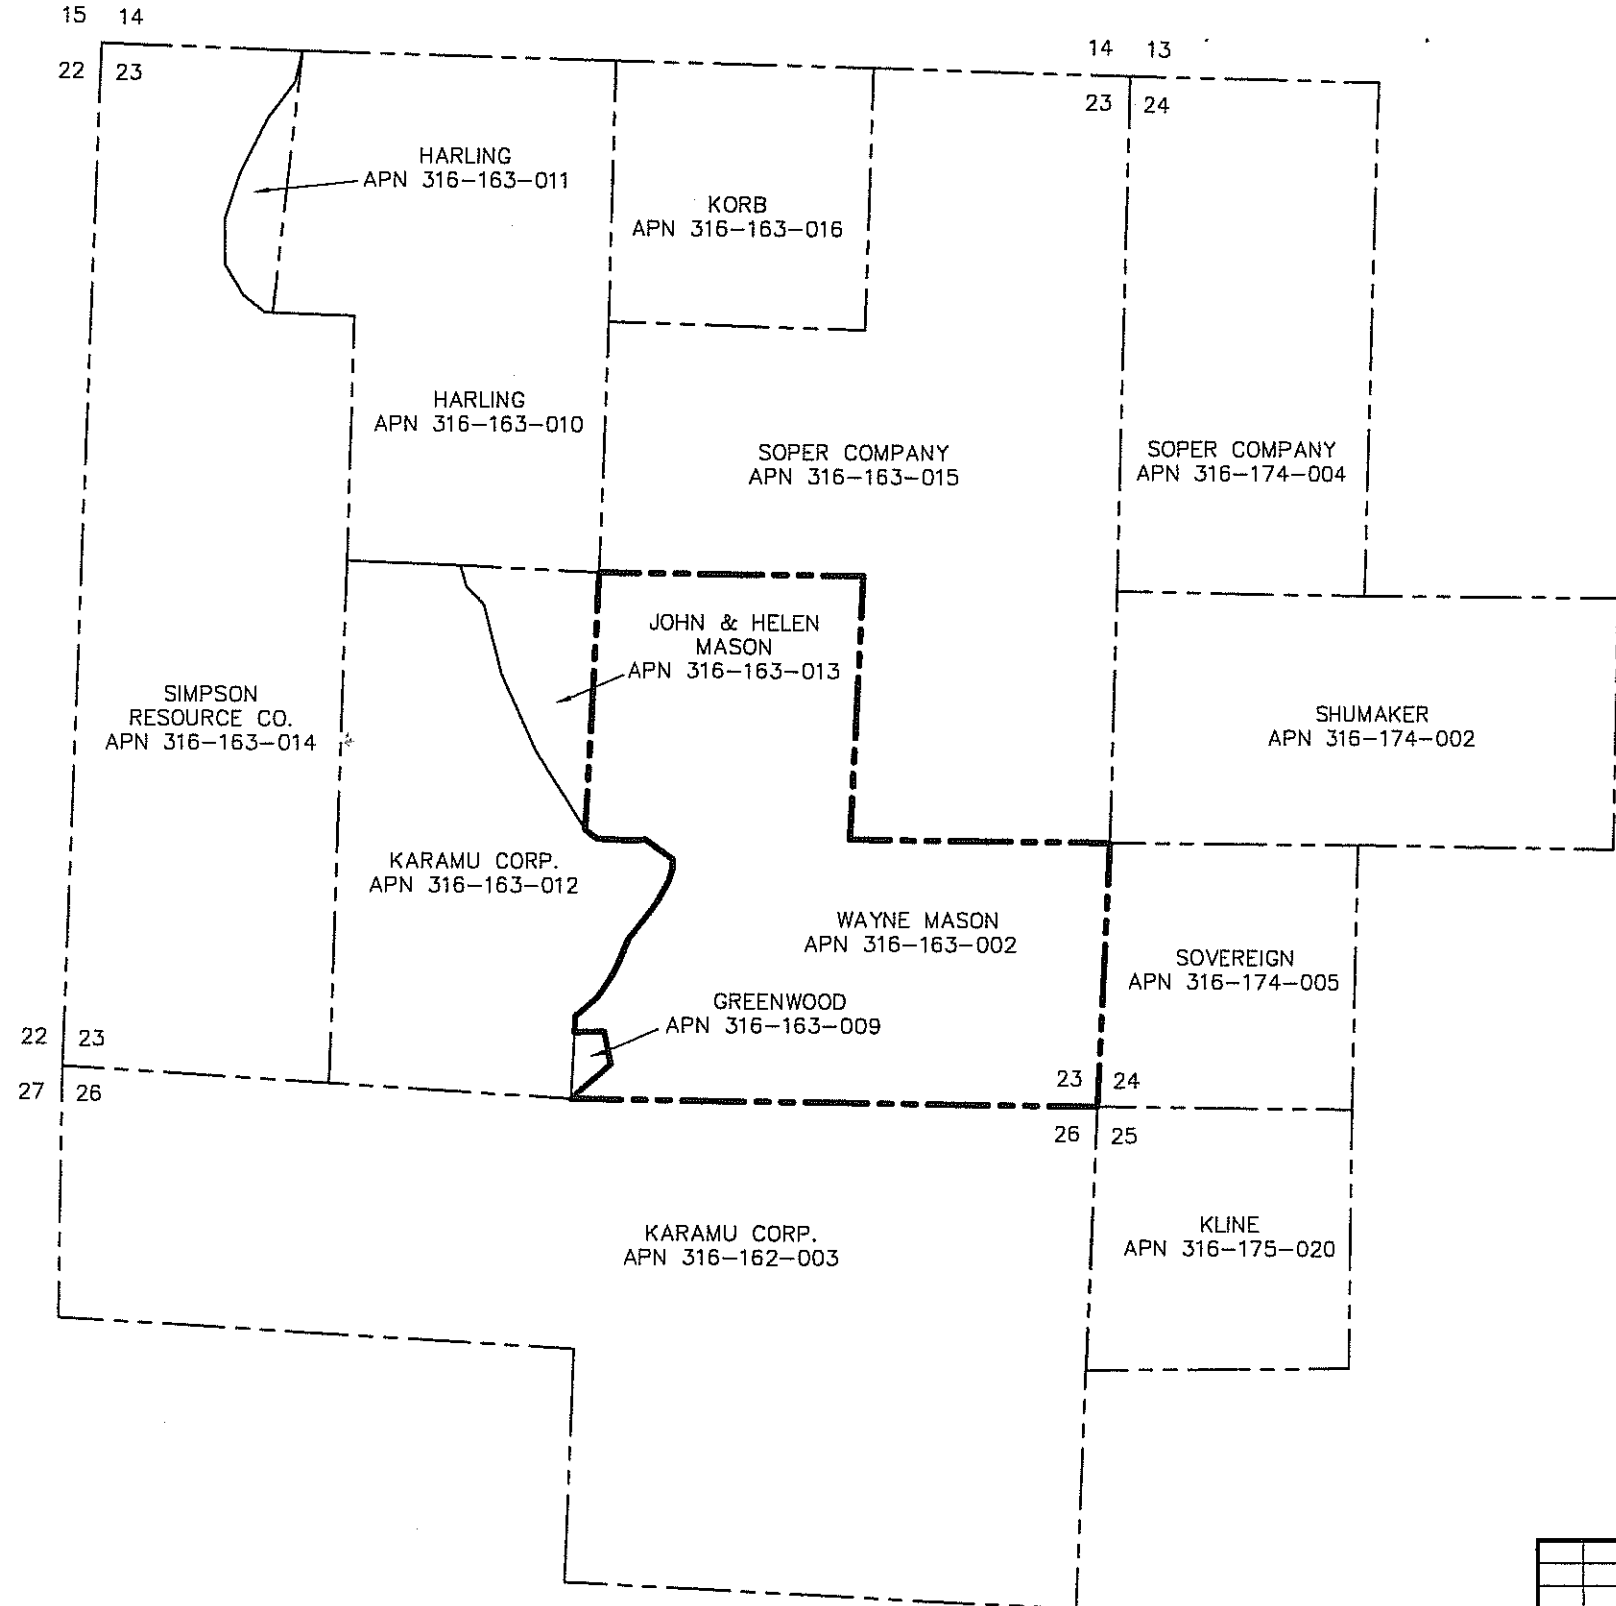 15 14
14 13
22 23
23 24
HARLING
APN 316-163-011
KORB
APN 316-163-016
HARLING
APN 316-163-010
SOPER COMPANY
APN 316-163-015
SOPER COMPANY
APN 316-174-004
JOHN & HELEN
MASON
APN 316-163-013
SIMPSON
RESOURCE CO.
APN 316-163-014
SHUMAKER
APN 316-174-002
KARAMU CORP.
APN 316-163-012
WAYNE MASON
APN 316-163-002
SOVEREIGN
APN 316-174-005
GREENWOOD
APN 316-163-009
22 23
27 26
23 24
26 25
KARAMU CORP.
APN 316-162-003
KLINE
APN 316-175-020